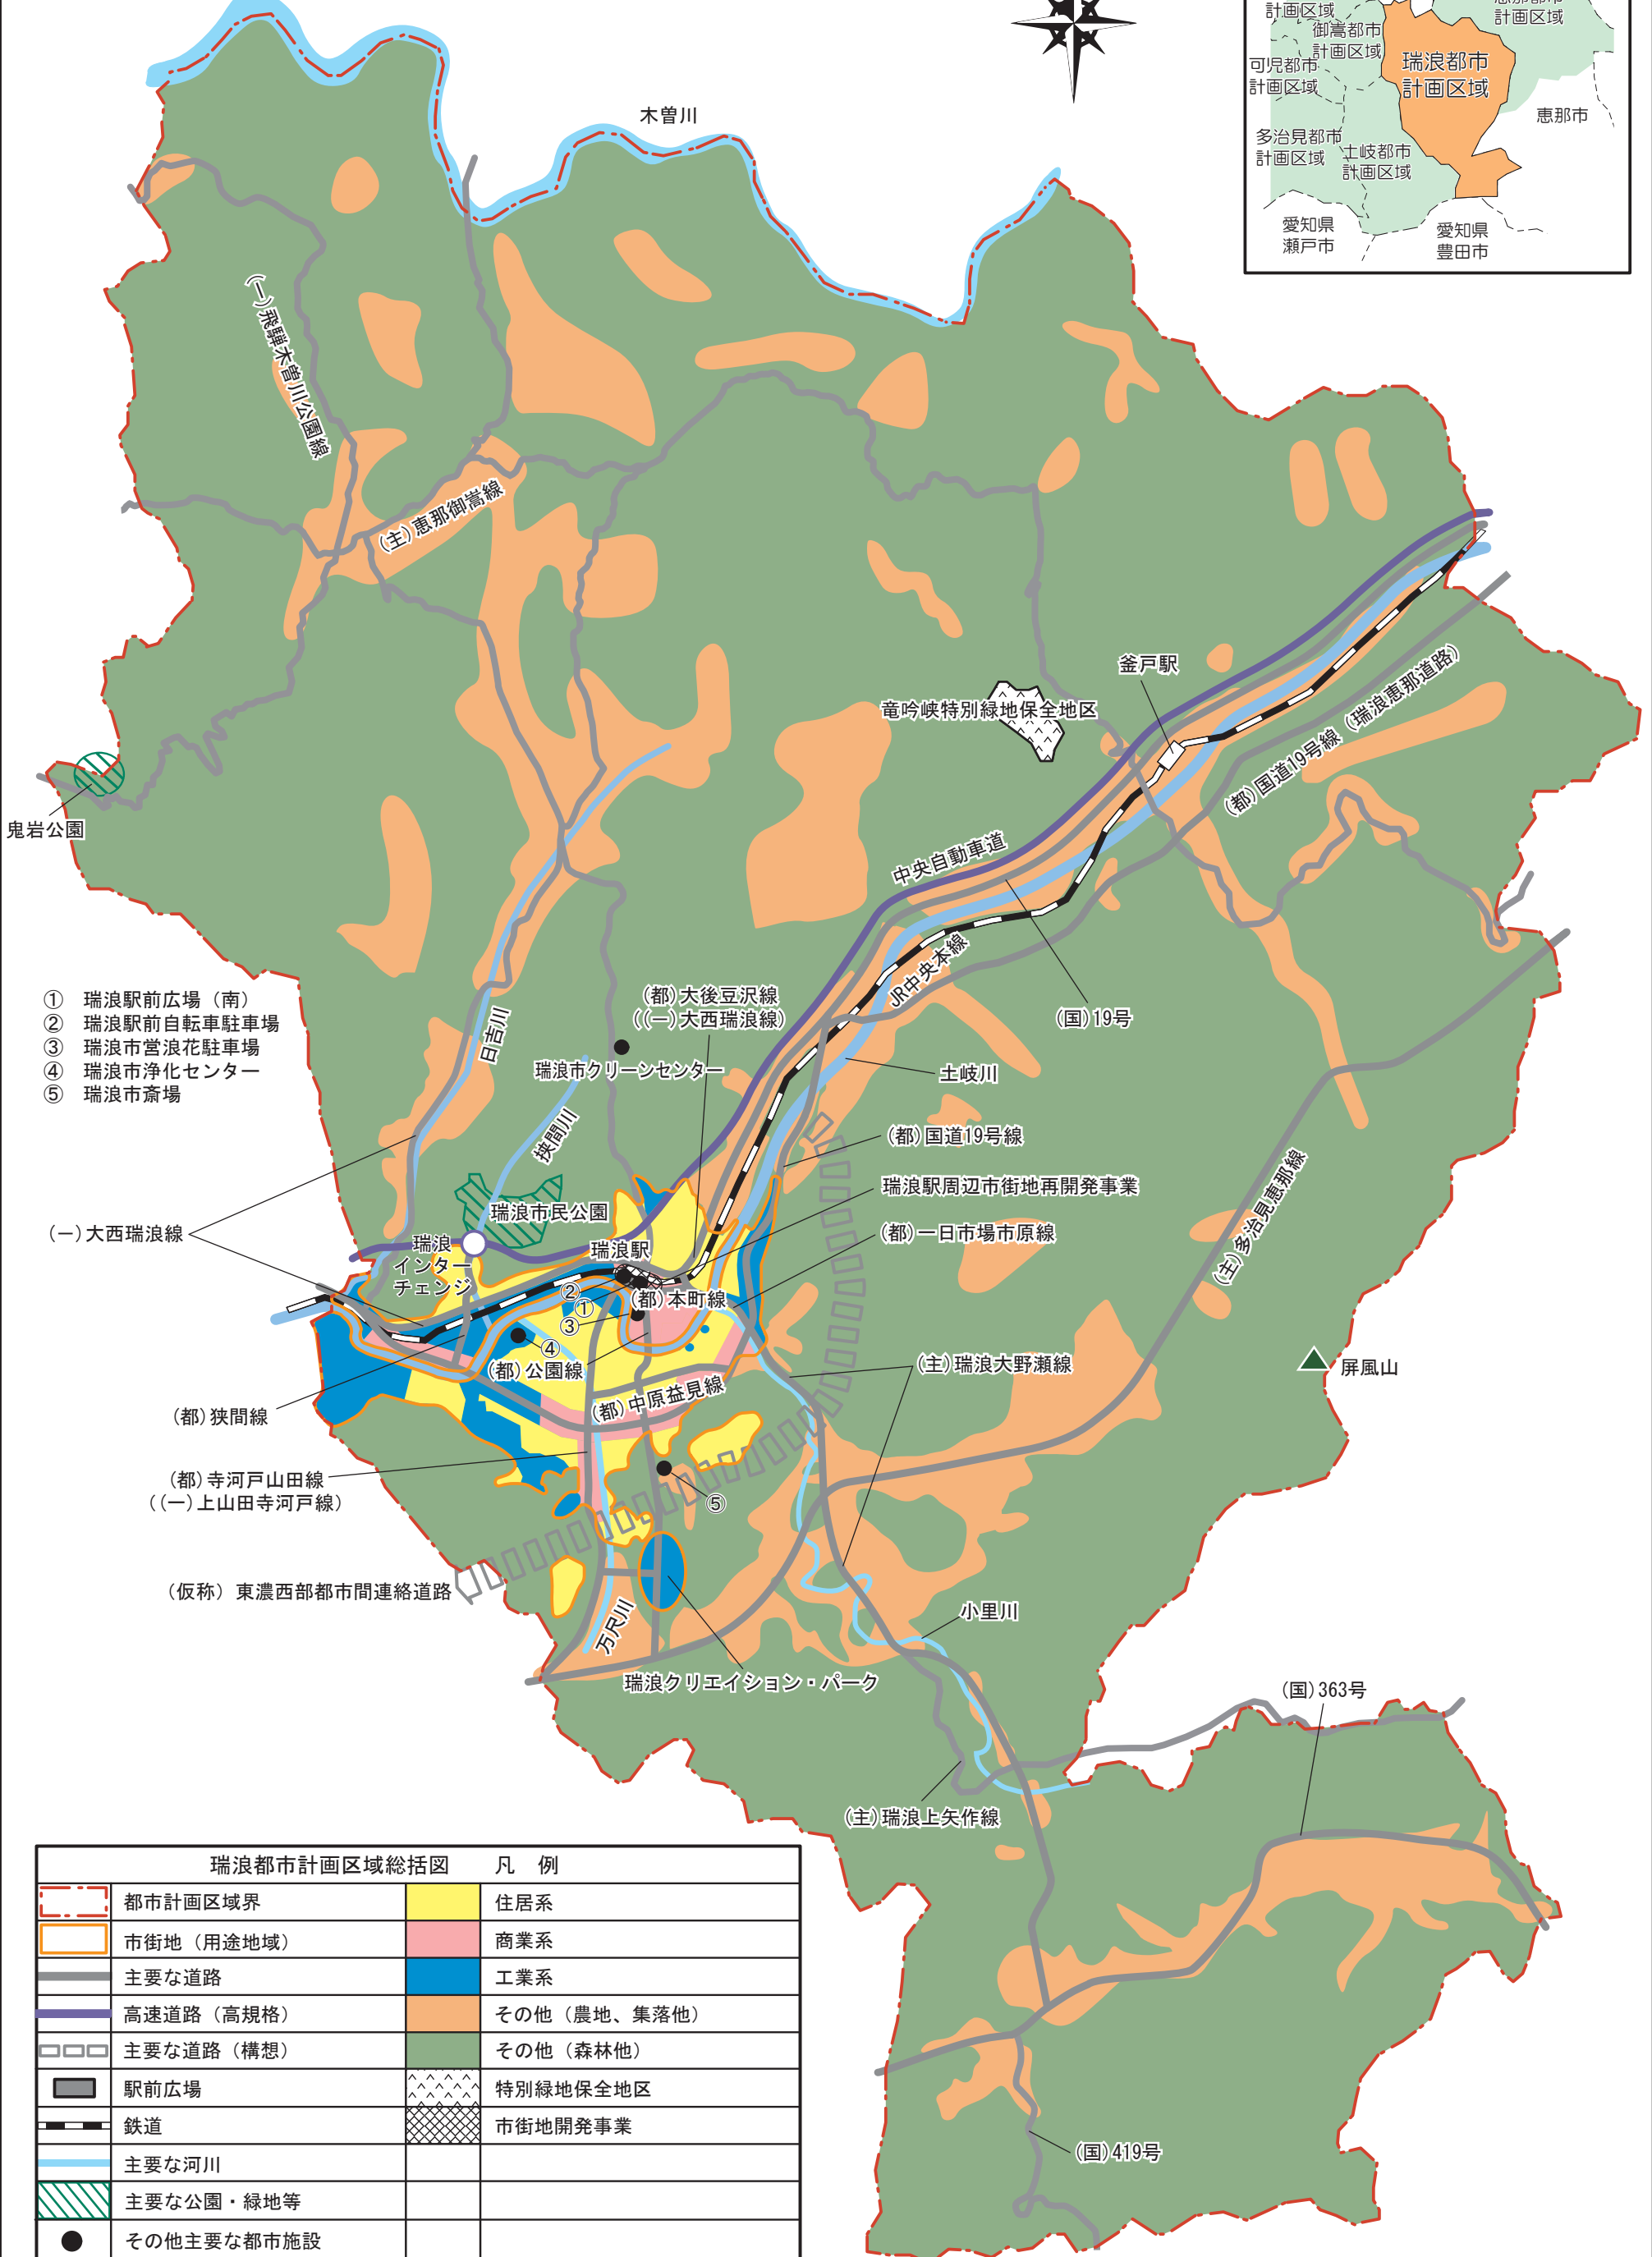 計画区域
恵那都市
計画区域
御嵩都市
計画区域
可児都市
計画区域
瑞浪都市
計画区域
恵那市
多治見都市
計画区域
土岐都市
計画区域
愛知県
瀬戸市
愛知県
豊田市
木曽川
(一)飛騨木曽川公園線
(主)恵那御嵩線
釜戸駅
竜吟峡特別緑地保全地区
(都)国道19号線（瑞浪恵那道路）
鬼岩公園
中央自動車道
JR中央本線
(国)19号
① 瑞浪駅前広場（南）
② 瑞浪駅前自転車駐車場
③ 瑞浪市営浪花駐車場
④ 瑞浪市浄化センター
⑤ 瑞浪市斎場
(都)大後豆沢線
((一)大西瑞浪線)
日吉川
瑞浪市クリーンセンター
土岐川
狭間川
(都)国道19号線
瑞浪駅周辺市街地再開発事業
瑞浪市民公園
(一)大西瑞浪線
(都)一日市場市原線
瑞浪
インター
チェンジ
瑞浪駅
(主)多治見恵那線
②
①
(都)本町線
③
④
(都)公園線
(主)瑞浪大野瀬線
屏風山
(都)中原益見線
(都)狭間線
(都)寺河戸山田線
((一)上山田寺河戸線)
⑤
（仮称）東濃西部都市間連絡道路
万尺川
小里川
瑞浪クリエイション・パーク
(国)363号
(主)瑞浪上矢作線
(国)419号
瑞浪都市計画区域総括図　凡　例
都市計画区域界　住居系
市街地（用途地域）　商業系
主要な道路　工業系
高速道路（高規格）　その他（農地、集落他）
主要な道路（構想）　その他（森林他）
駅前広場　特別緑地保全地区
鉄道　市街地開発事業
主要な河川
主要な公園・緑地等
その他主要な都市施設